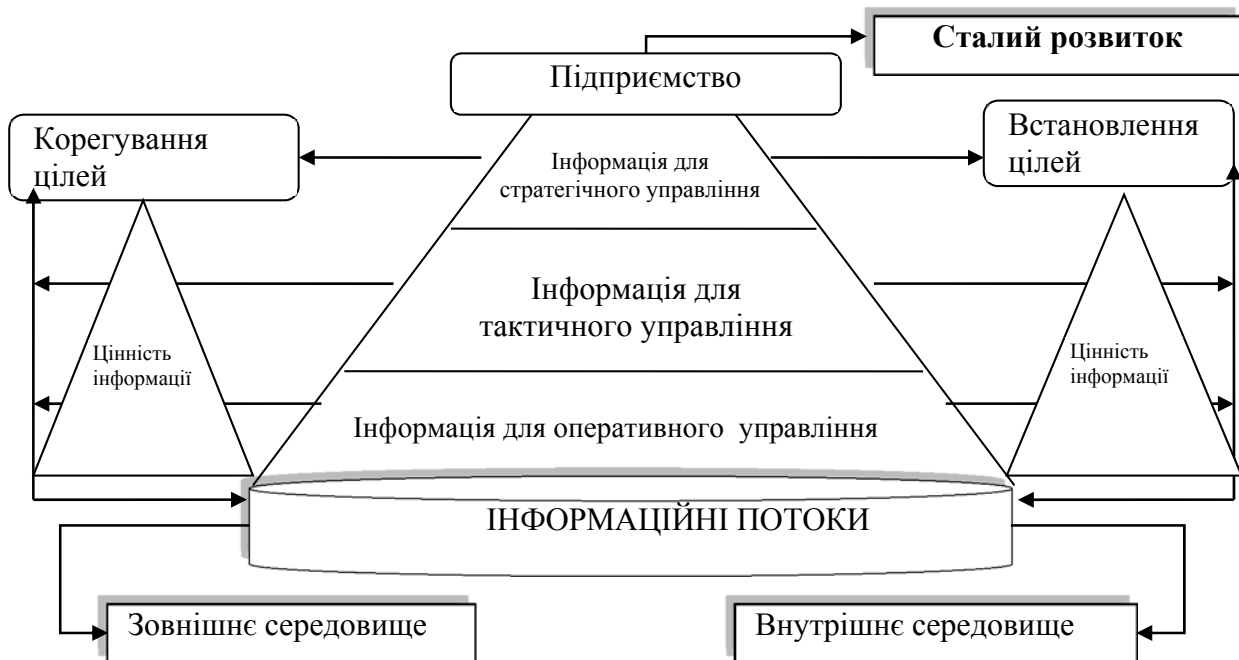 Сталий розвиток
Підприємство
Корегування
цілей
Встановлення
цілей
Інформація для
стратегічного управління
Інформація для
тактичного управління
Цінність
інформації
Цінність
інформації
Інформація для оперативного управління
ІНФОРМАЦІЙНІ ПОТОКИ
Зовнішнє середовище
Внутрішнє середовище